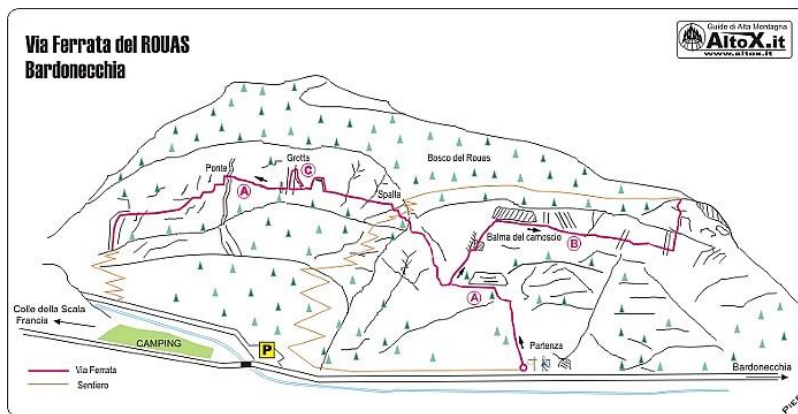 Via Ferrata del ROUAS
Bardonecchia
Guide di Alta Montagna
AltoX.it
www.altox.it
Bosco del Rouas
Grotta
C
Ponte
A
Spalla
Balma del camoscio
B
A
Colle della Scala
Francia
CAMPING
P
Partenza
Bardonecchia
Via Ferrata
Sentiero